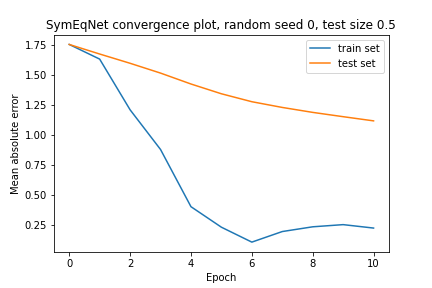 SymEqNet convergence plot, random seed 0, test size 0.5
train set
test set
1.75
1.50
1.25
1.00
0.75
0.50
0.25
Mean absolute error
0 2 4 6 8 10
Epoch